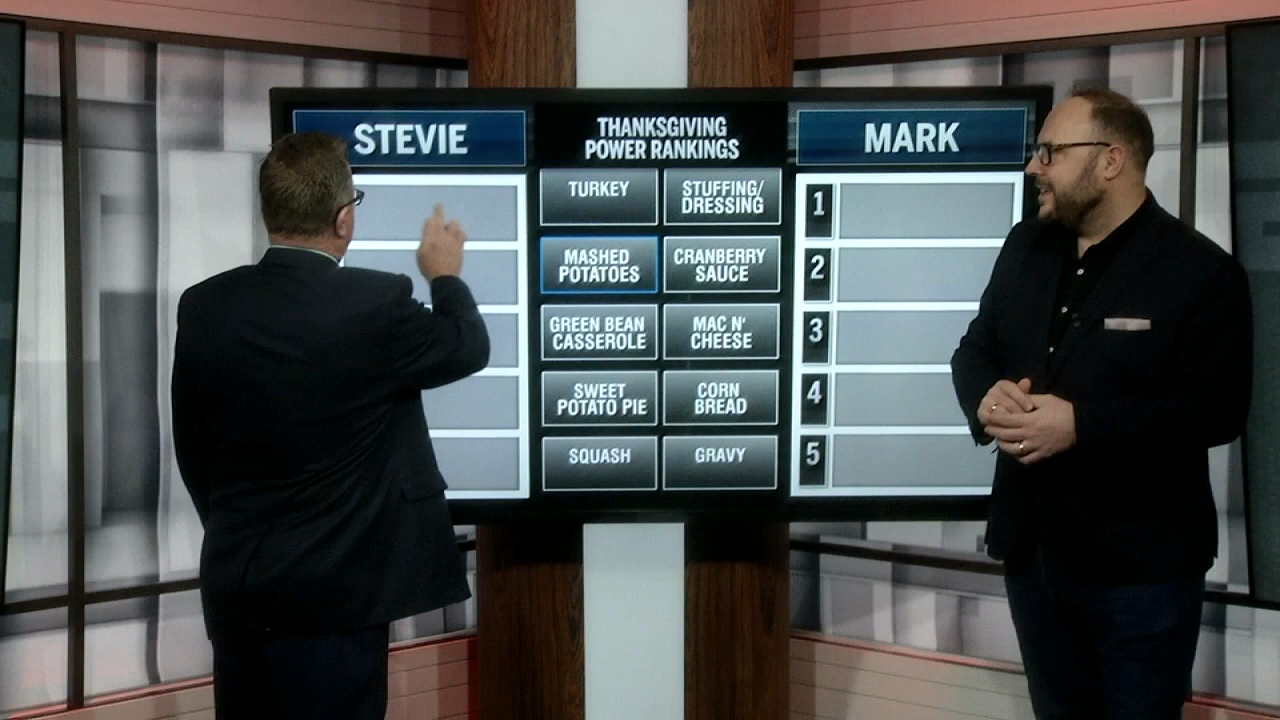 STEVIE
THANKSGIVING
POWER RANKINGS
MARK
TURKEY
STUFFING/
DRESSING
MASHED
POTATOES
CRANBERRY
SAUCE
GREEN BEAN
CASSEROLE
MAC N'
CHEESE
SWEET
POTATO PIE
CORN
BREAD
SQUASH
GRAVY
1
2
3
4
5